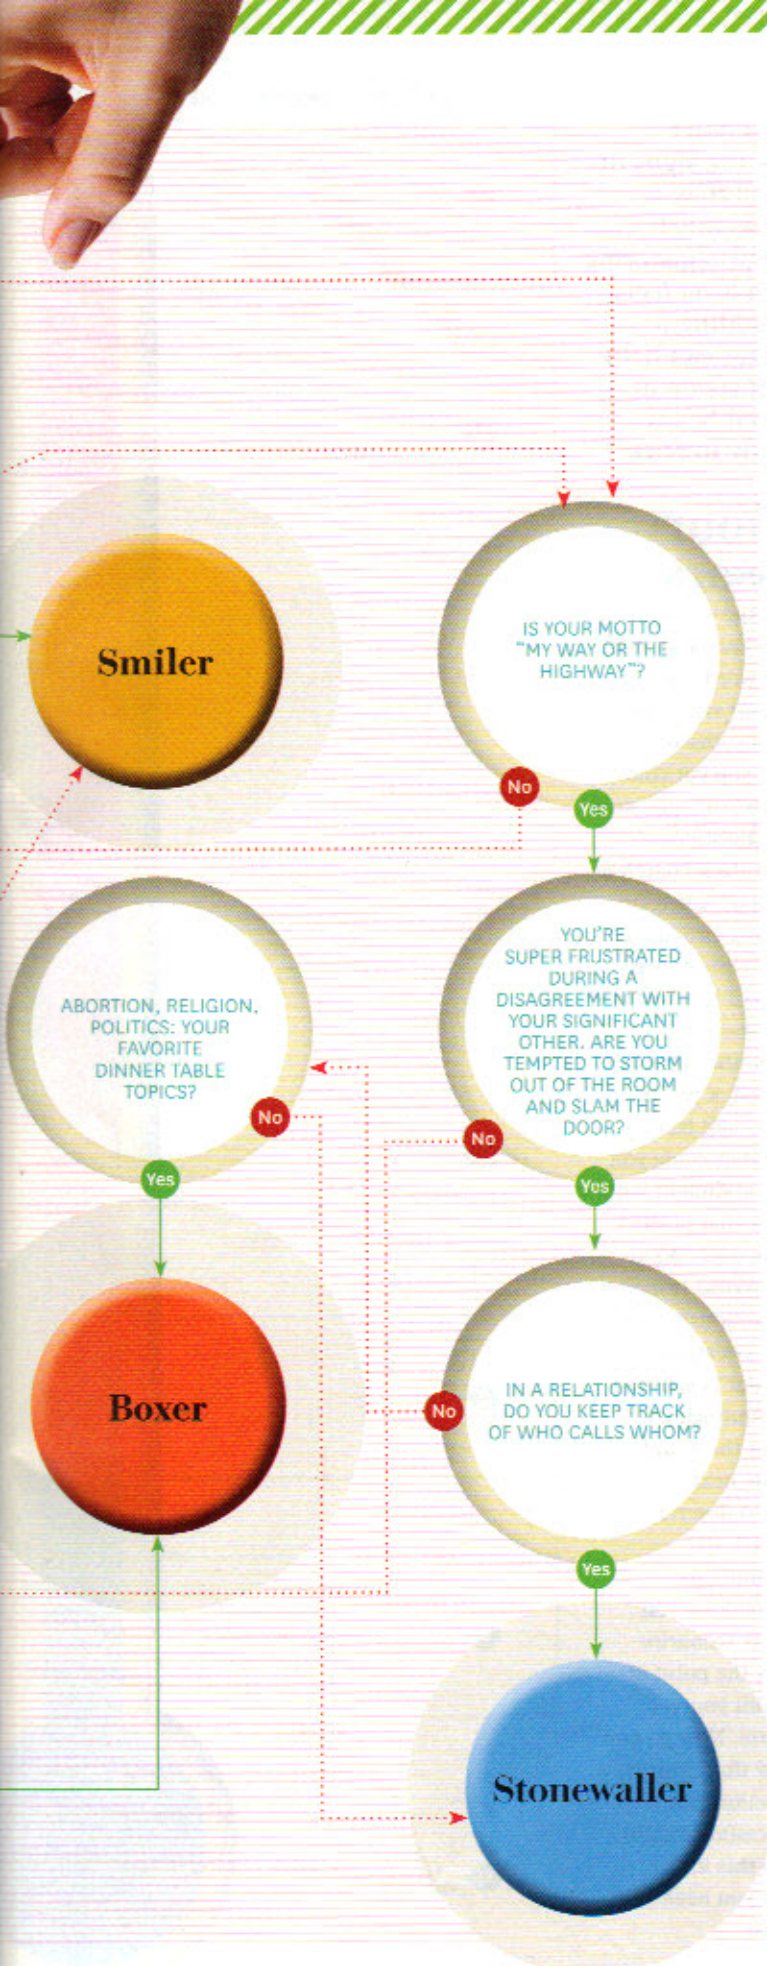 Smiler
IS YOUR MOTTO
"MY WAY OR THE
HIGHWAY"?
No
Yes
ABORTION, RELIGION,
POLITICS: YOUR
FAVORITE
DINNER TABLE
TOPICS?
No
Yes
YOU'RE
SUPER FRUSTRATED
DURING A
DISAGREEMENT WITH
YOUR SIGNIFICANT
OTHER. ARE YOU
TEMPTED TO STORM
OUT OF THE ROOM
AND SLAM THE
DOOR?
No
Yes
Boxer
IN A RELATIONSHIP,
DO YOU KEEP TRACK
OF WHO CALLS WHOM?
No
Yes
Stonewaller